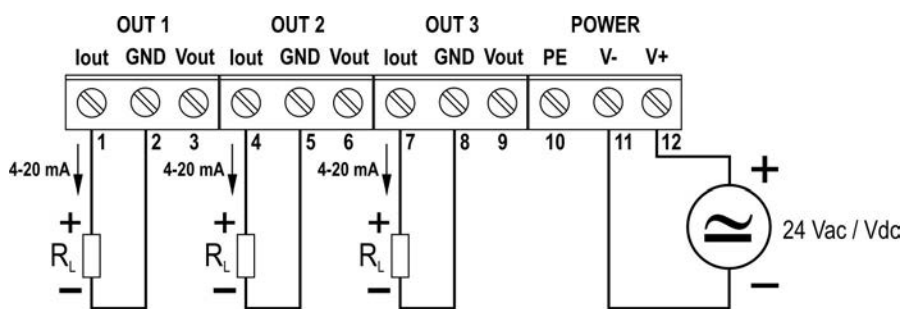 OUT 1 OUT 2 OUT 3 POWER
Iout GND Vout Iout GND Vout Iout GND Vout PE V- V+
1 2 3 4 5 6 7 8 9 10 11 12
4-20 mA 4-20 mA 4-20 mA
+ + + +
RL RL RL 24 Vac / Vdc
− − − −